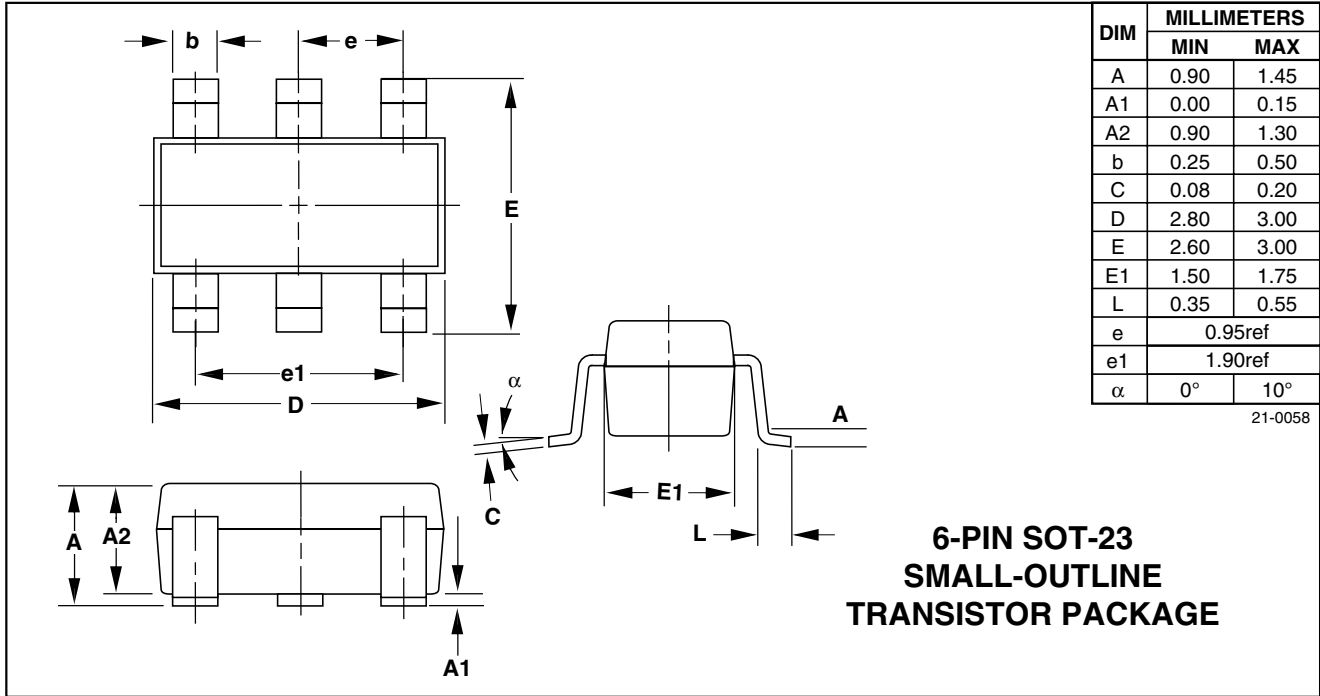 b
e
E
e1
D
DIM MILLIMETERS
MIN MAX
A 0.90 1.45
A1 0.00 0.15
A2 0.90 1.30
b 0.25 0.50
C 0.08 0.20
D 2.80 3.00
E 2.60 3.00
E1 1.50 1.75
L 0.35 0.55
e 0.95ref
e1 1.90ref
α 0° 10°
21-0058
α
A
C
E1
L
A
A2
A1
6-PIN SOT-23
SMALL-OUTLINE
TRANSISTOR PACKAGE